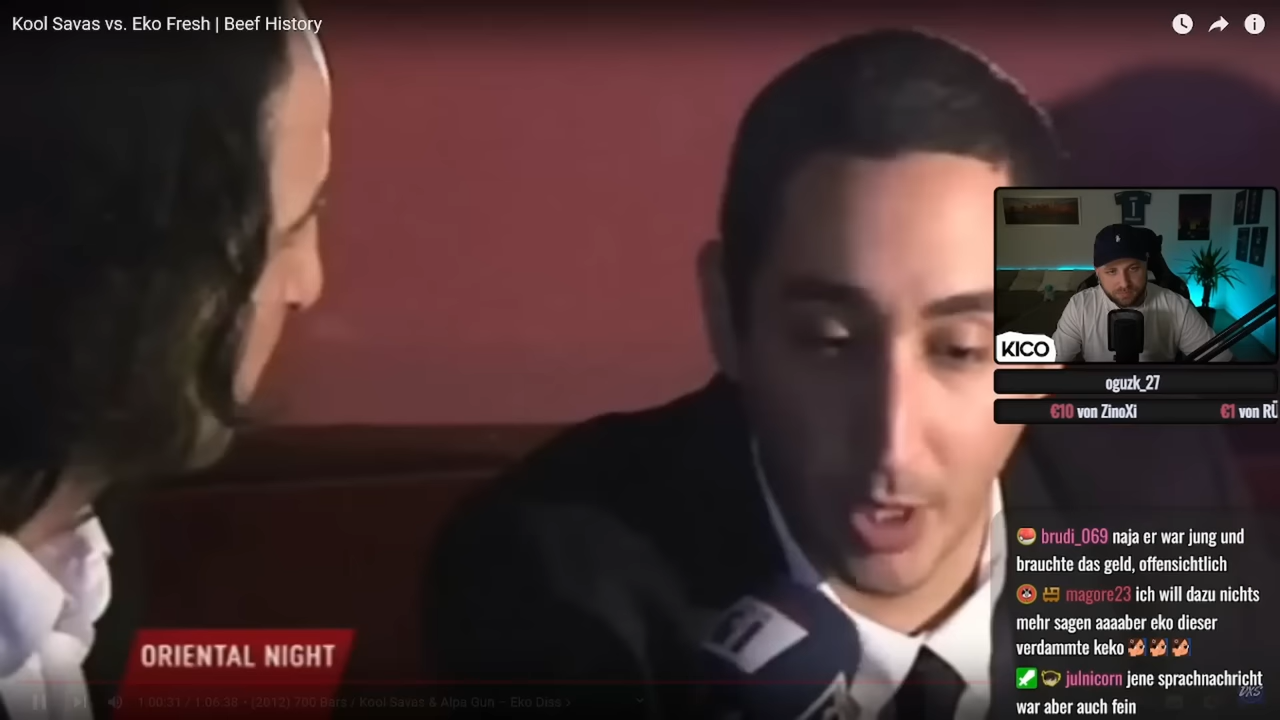 Kool Savas vs. Eko Fresh | Beef History
KICO
oguzk_27
€10 von ZinoXi €1 von RÜ
brudi_069 naja er war jung und
brauchte das geld, offensichtlich
magore23 ich will dazu nichts
mehr sagen aaaaber eko dieser
verdammte keko
julnicorn jene sprachnachricht
war aber auch fein
ORIENTAL NIGHT
1:00:31 / 1:06:38 • (2012) 700 Bars / Kool Savas & Alpa Gun – Eko Diss >